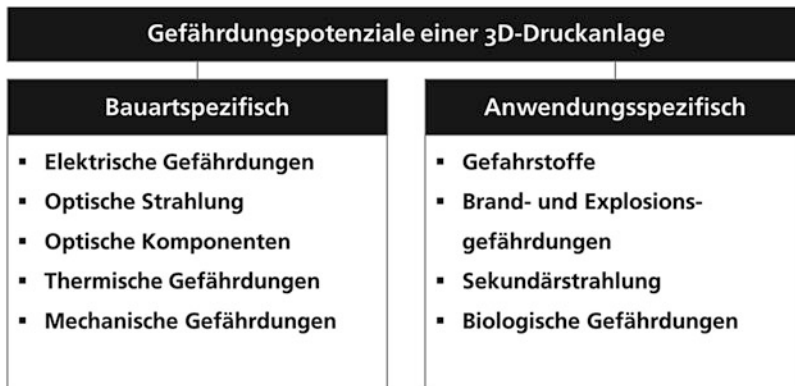 Gefährdungspotenziale einer 3D-Druckanlage
Bauartspezifisch
▪ Elektrische Gefährdungen
▪ Optische Strahlung
▪ Optische Komponenten
▪ Thermische Gefährdungen
▪ Mechanische Gefährdungen
Anwendungsspezifisch
▪ Gefahrstoffe
▪ Brand- und Explosions-
gefährdungen
▪ Sekundärstrahlung
▪ Biologische Gefährdungen